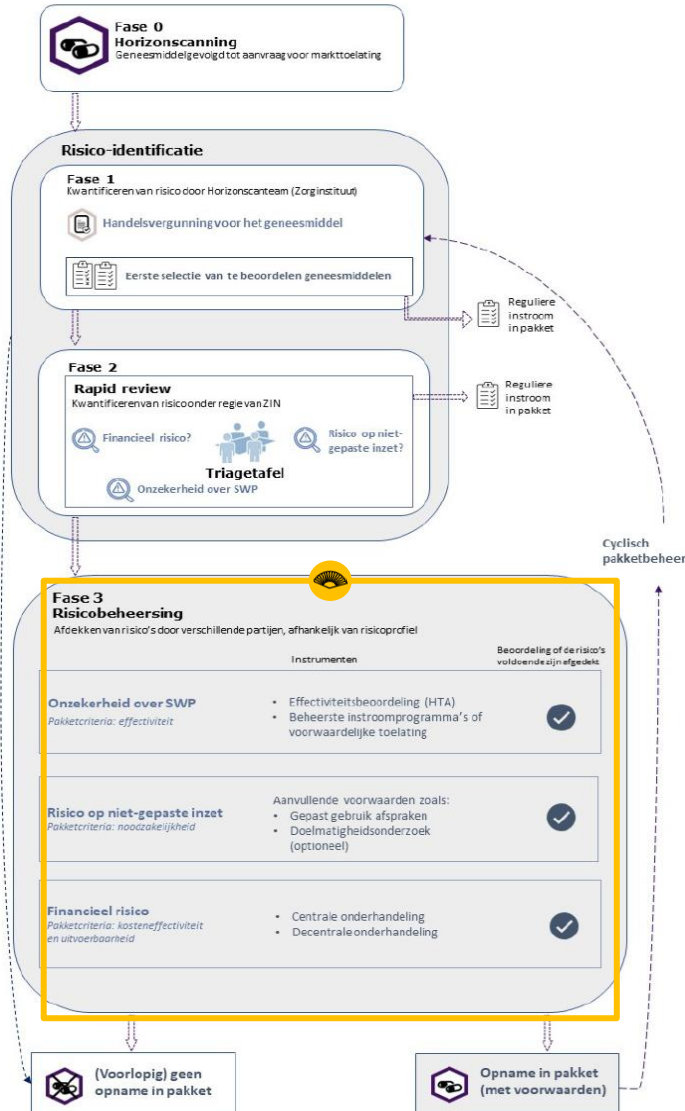 Fase 0
Horizonscanning
Geneesmiddel gevolgd tot aanvraag voor markttoelating
Risico-identificatie
Fase 1
Kwantificeren van risico door Horizonscanteam (Zorginstituut)
Handelsvergunning voor het geneesmiddel
Eerste selectie van te beoordelen geneesmiddelen
Reguliere
instroom
in pakket
Fase 2
Rapid review
Kwantificeren van risico onder regie van ZIN
Financieel risico?
Risico op niet-
gepaste inzet?
Triagetafel
Onzekerheid over SWP
Reguliere
instroom
in pakket
Cyclisch
pakketbeheer
Fase 3
Risicobeheersing
Afdekken van risico's door verschillende partijen, afhankelijk van risicoprofiel
Instrumenten
Beoordeling of de risico's
voldoende zijn afgedekt
Onzekerheid over SWP
Pakketcriteria: effectiviteit
• Effectiviteitsbeoordeling (HTA)
• Beheerste instroomprogramma's of
voorwaardelijke toelating
Risico op niet-gepaste inzet
Pakketcriteria: noodzakelijkheid
Aanvullende voorwaarden zoals:
• Gepast gebruik afspraken
• Doelmatigheidsonderzoek
(optioneel)
Financieel risico
Pakketcriteria: kosteneffectiviteit
en uitvoerbaarheid
• Centrale onderhandeling
• Decentrale onderhandeling
(Voorlopig) geen
opname in pakket
Opname in pakket
(met voorwaarden)